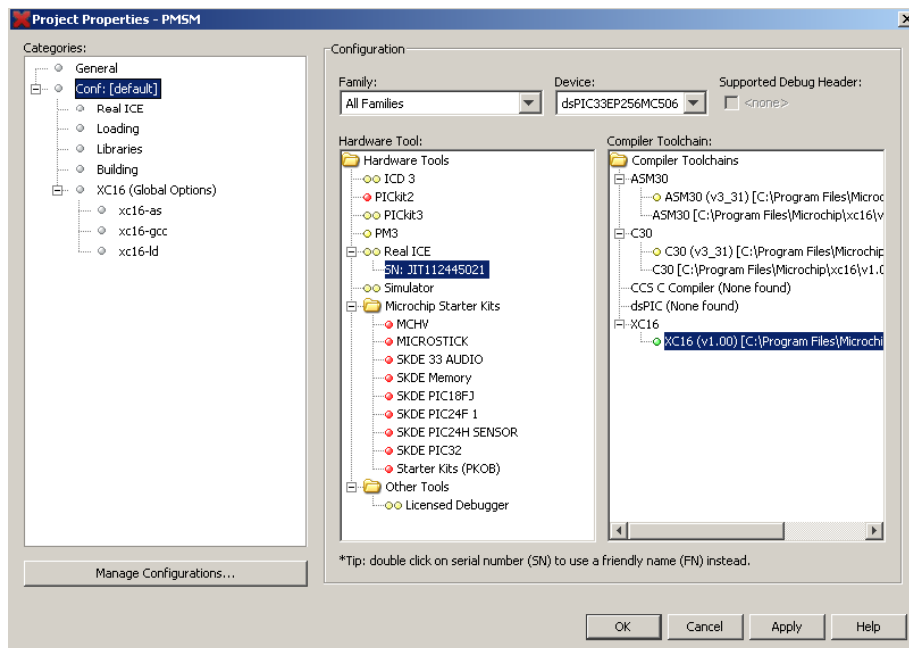 Project Properties - PMSM
Categories:
General
Conf: [default]
Real ICE
Loading
Libraries
Building
XC16 (Global Options)
xc16-as
xc16-gcc
xc16-ld
Manage Configurations...
Configuration
Family:
Device:
Supported Debug Header:
All Families
dsPIC33EP256MC506
<none>
Hardware Tool:
Hardware Tools
ICD 3
PICkit2
PICkit3
PM3
Real ICE
SN: JIT112445021
Simulator
Microchip Starter Kits
MCHV
MICROSTICK
SKDE 33 AUDIO
SKDE Memory
SKDE PIC18FJ
SKDE PIC24F 1
SKDE PIC24H SENSOR
SKDE PIC32
Starter Kits (PKOB)
Other Tools
Licensed Debugger
Compiler Toolchain:
Compiler Toolchains
ASM30
ASM30 (v3_31) [C:\Program Files\Microc
ASM30 [C:\Program Files\Microchip\xc16\v
C30
C30 (v3_31) [C:\Program Files\Microchip
C30 [C:\Program Files\Microchip\xc16\v1.0
CCS C Compiler (None found)
dsPIC (None found)
XC16
XC16 (v1.00) [C:\Program Files\Microchi
*Tip: double click on serial number (SN) to use a friendly name (FN) instead.
OK
Cancel
Apply
Help